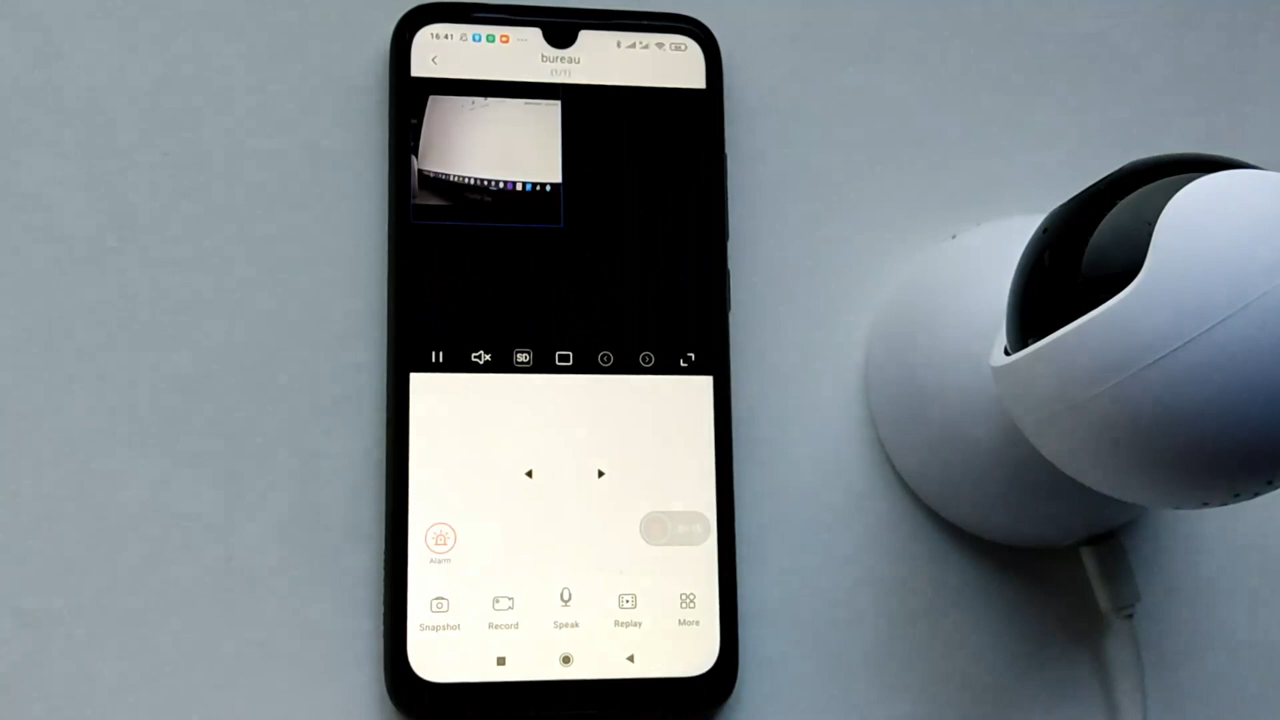 16:41
bureau
(1/1)
SD
Alarm
Snapshot
Record
Speak
Replay
More